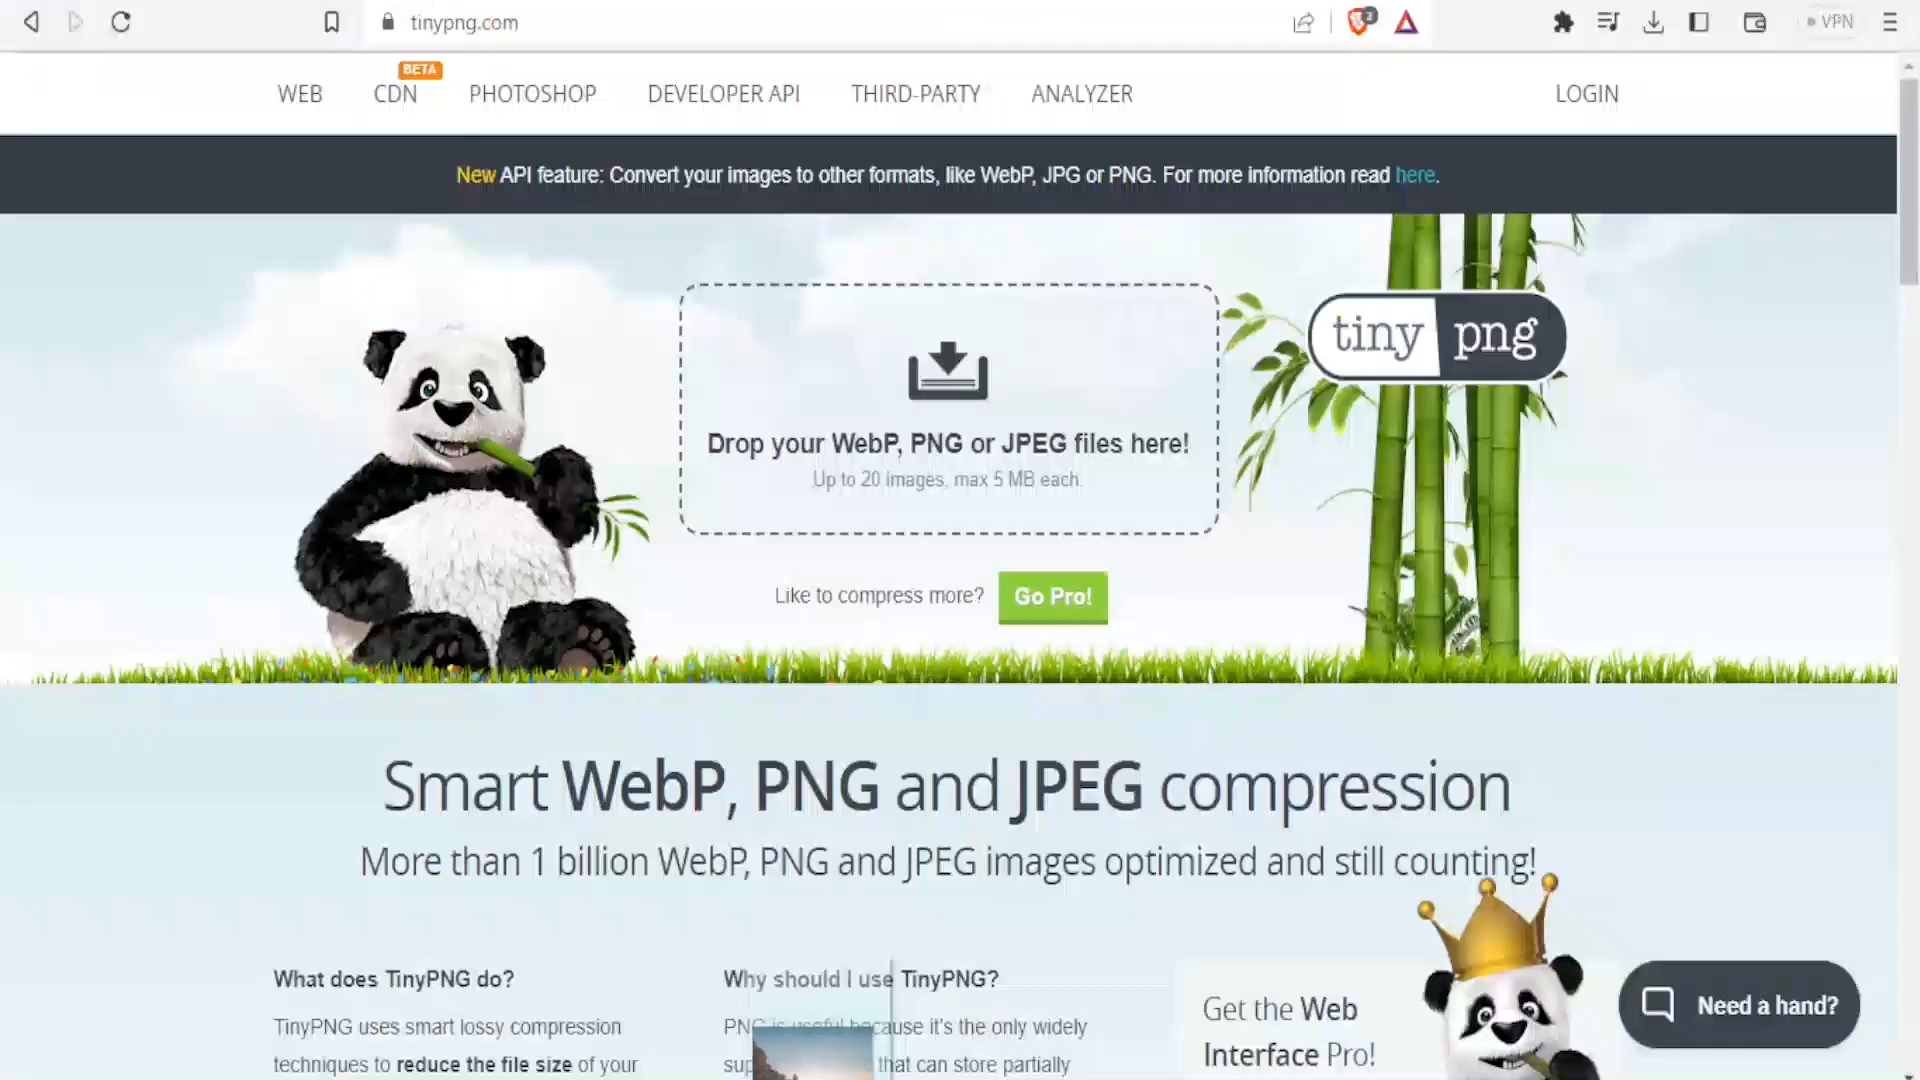 tinypng.com
2
VPN
BETA
WEB CDN PHOTOSHOP DEVELOPER API THIRD-PARTY ANALYZER LOGIN
New API feature: Convert your images to other formats, like WebP, JPG or PNG. For more information read here.
tiny png
Drop your WebP, PNG or JPEG files here!
Up to 20 images, max 5 MB each.
Like to compress more? Go Pro!
Smart WebP, PNG and JPEG compression
More than 1 billion WebP, PNG and JPEG images optimized and still counting!
What does TinyPNG do?
TinyPNG uses smart lossy compression
techniques to reduce the file size of your
Why should I use TinyPNG?
PNG is useful because it's the only widely
that can store partially
Get the Web
Interface Pro!
Need a hand?